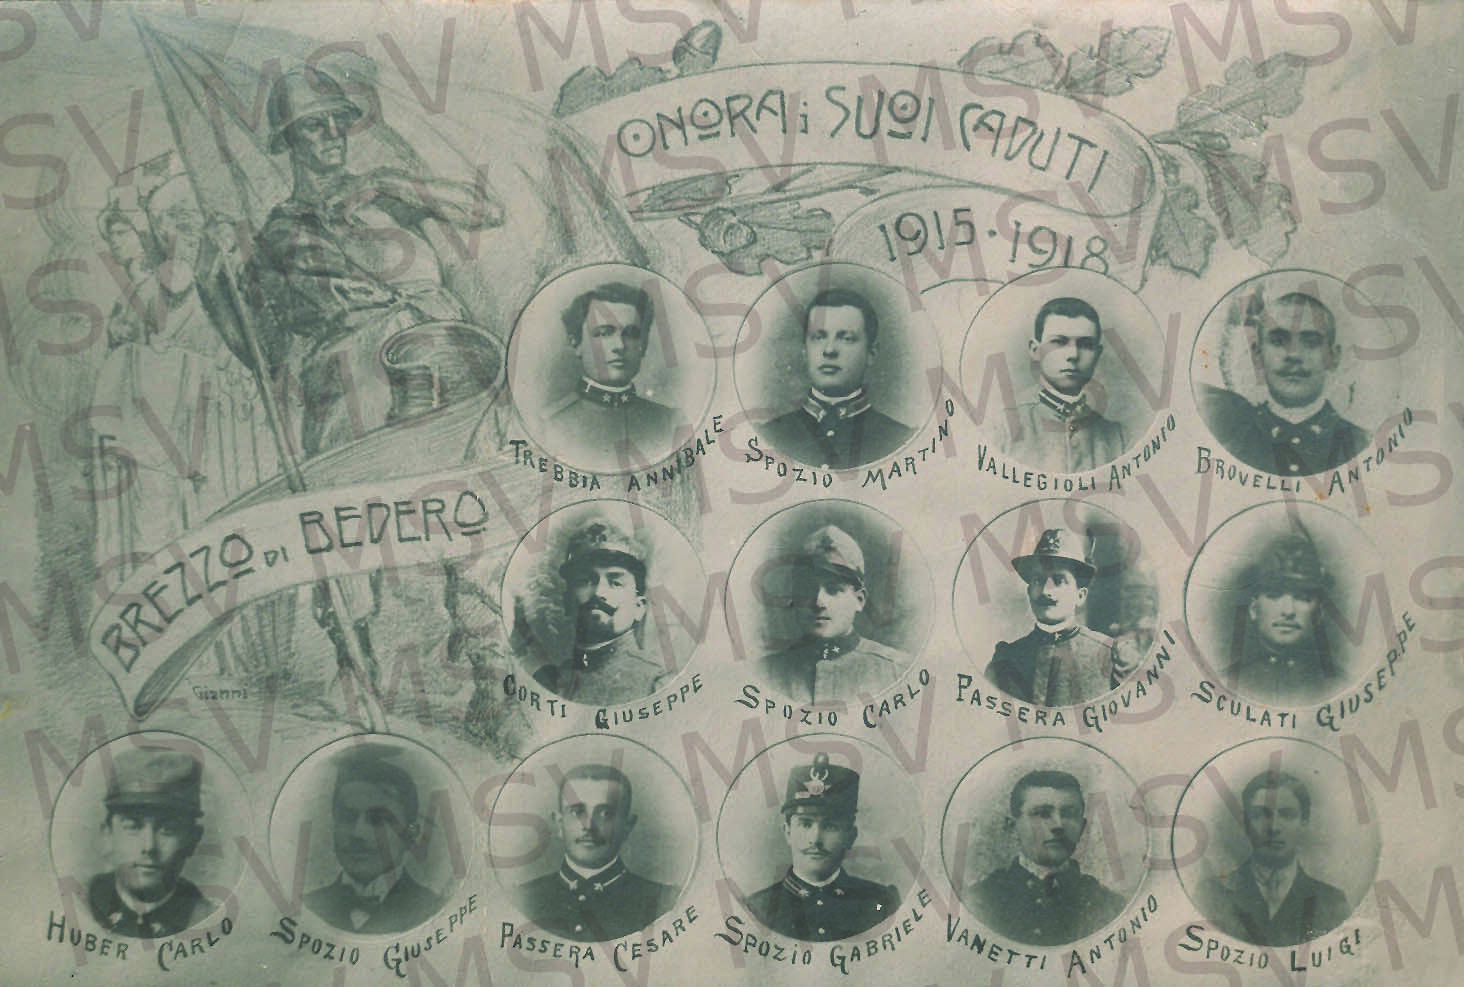 ONORA i SUOI CADUTI
1915 · 1918
BREZZO DI BEDERO
Gianni
TREBBIA ANNIBALE
SPOZIO MARTINO
VALLEGIOLI ANTONIO
BROVELLI ANTONIO
CORTI GIUSEPPE
SPOZIO CARLO
PASSERA GIOVANNI
SCULATI GIUSEPPE
HUBER CARLO
SPOZIO GIUSEPPE
PASSERA CESARE
SPOZIO GABRIELE
VANETTI ANTONIO
SPOZIO LUIGI
MSV